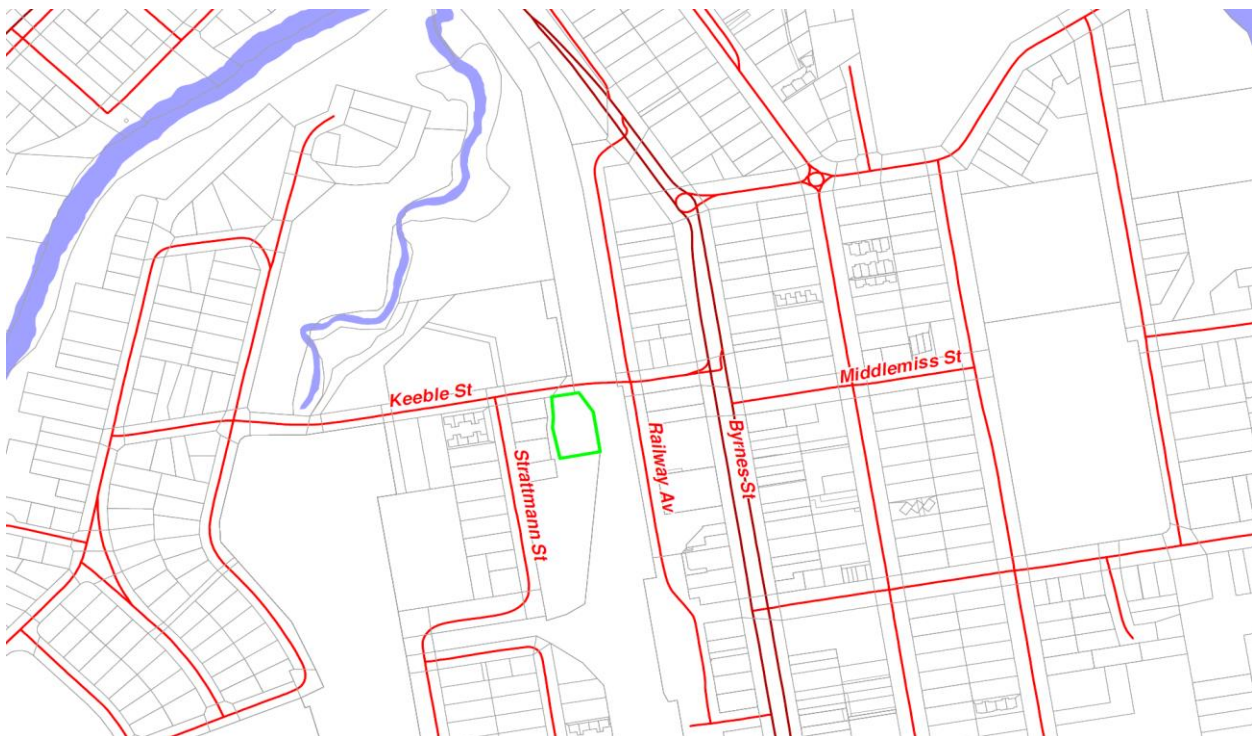 Middlemiss St
Keeble St
Byrnes St
Railway Av
Strattmann St